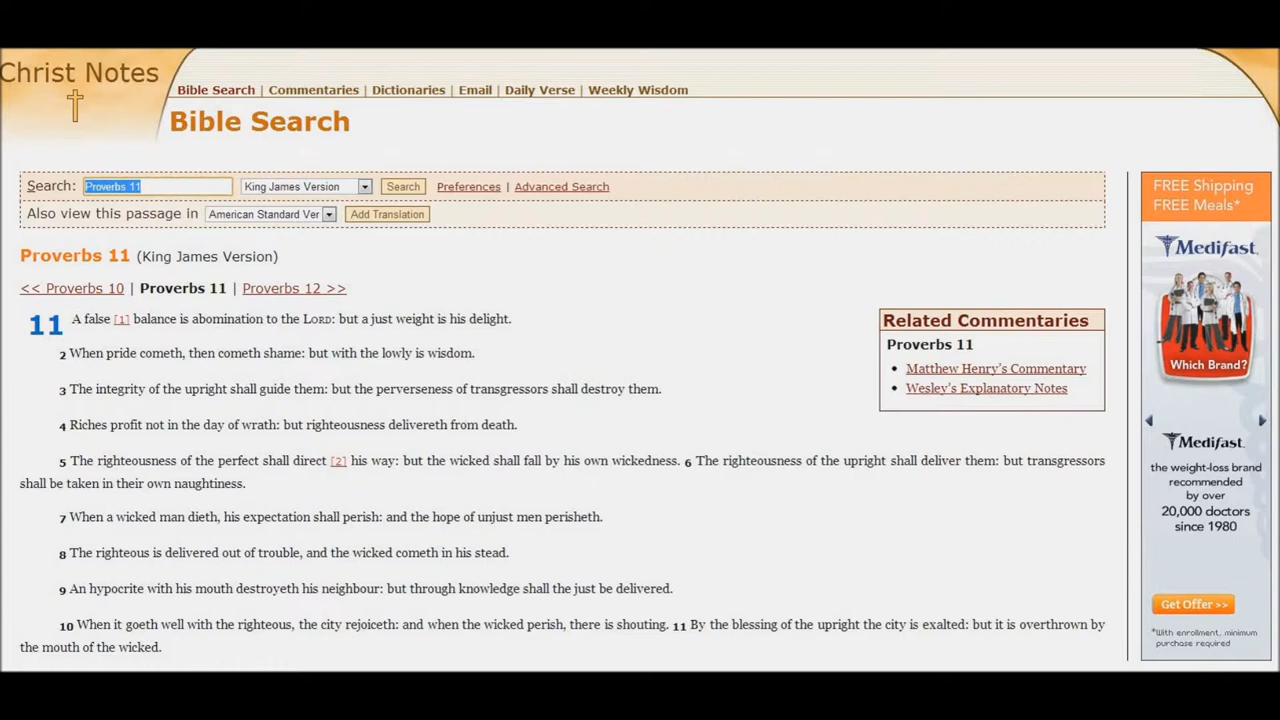 Christ Notes
Bible Search | Commentaries | Dictionaries | Email | Daily Verse | Weekly Wisdom
Bible Search
Search: Proverbs 11 King James Version Search Preferences | Advanced Search
Also view this passage in American Standard Ver Add Translation
Proverbs 11 (King James Version)
<< Proverbs 10 | Proverbs 11 | Proverbs 12 >>
11 A false [1] balance is abomination to the LORD: but a just weight is his delight.
2 When pride cometh, then cometh shame: but with the lowly is wisdom.
3 The integrity of the upright shall guide them: but the perverseness of transgressors shall destroy them.
4 Riches profit not in the day of wrath: but righteousness delivereth from death.
5 The righteousness of the perfect shall direct [2] his way: but the wicked shall fall by his own wickedness. 6 The righteousness of the upright shall deliver them: but transgressors
shall be taken in their own naughtiness.
7 When a wicked man dieth, his expectation shall perish: and the hope of unjust men perisheth.
8 The righteous is delivered out of trouble, and the wicked cometh in his stead.
9 An hypocrite with his mouth destroyeth his neighbour: but through knowledge shall the just be delivered.
10 When it goeth well with the righteous, the city rejoiceth: and when the wicked perish, there is shouting. 11 By the blessing of the upright the city is exalted: but it is overthrown by
the mouth of the wicked.
Related Commentaries
Proverbs 11
• Matthew Henry's Commentary
• Wesley's Explanatory Notes
FREE Shipping
FREE Meals*
Medifast
Which Brand?
Medifast
the weight-loss brand
recommended
by over
20,000 doctors
since 1980
Get Offer >>
*With enrollment, minimum
purchase required